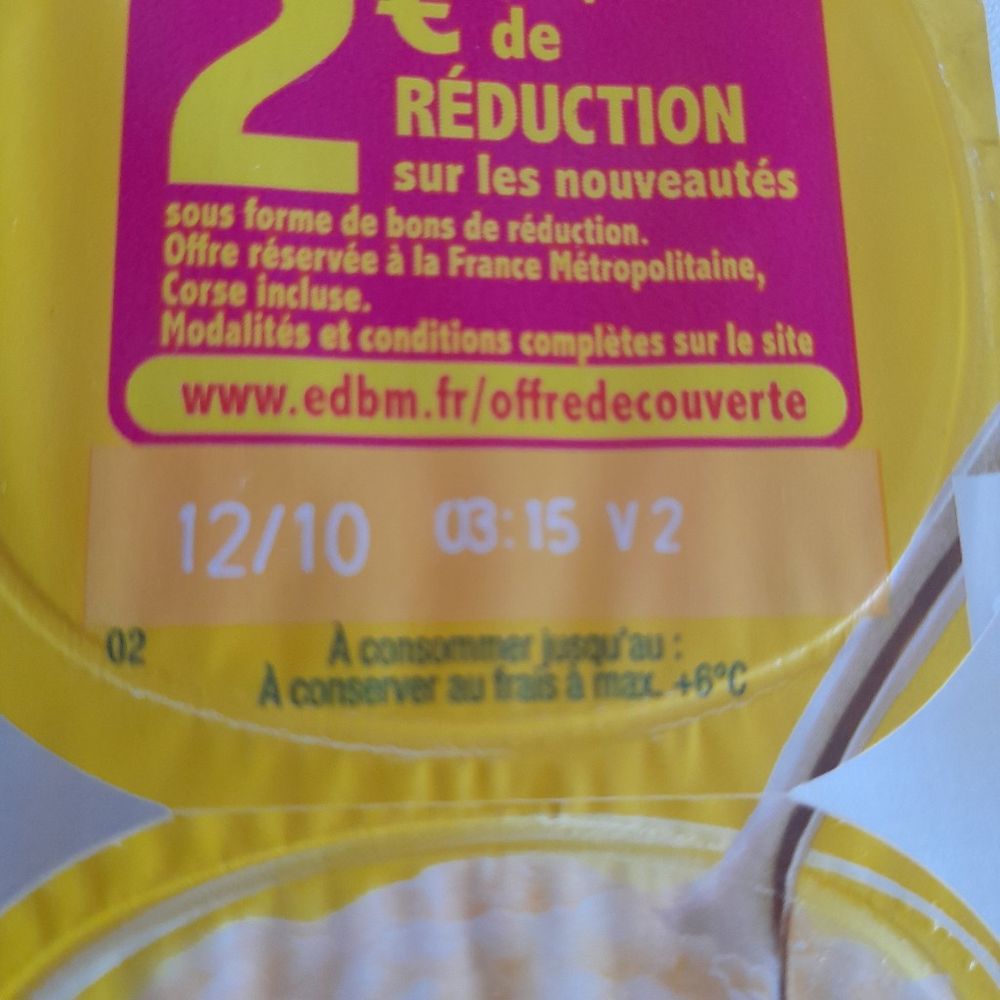 2€ de
RÉDUCTION
sur les nouveautés
sous forme de bons de réduction.
Offre réservée à la France Métropolitaine,
Corse incluse.
Modalités et conditions complètes sur le site
www.edbm.fr/offredecouverte
12/10 03:15 V2
02 À consommer jusqu'au :
À conserver au frais à max. +6°C